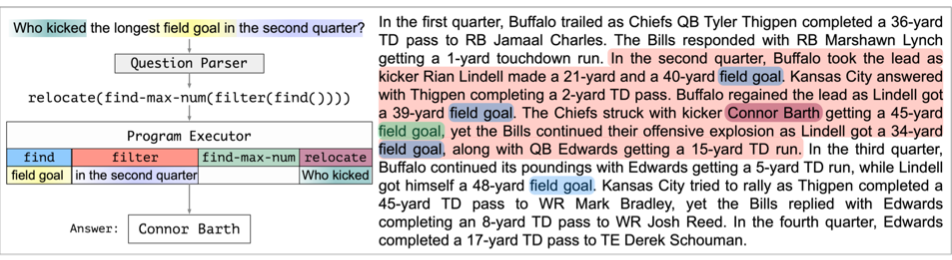 Who kicked the longest field goal in the second quarter?
Question Parser
relocate(find-max-num(filter(find())))
Program Executor
find filter find-max-num relocate
field goal in the second quarter Who kicked
Answer: Connor Barth
In the first quarter, Buffalo trailed as Chiefs QB Tyler Thigpen completed a 36-yard
TD pass to RB Jamaal Charles. The Bills responded with RB Marshawn Lynch
getting a 1-yard touchdown run. In the second quarter, Buffalo took the lead as
kicker Rian Lindell made a 21-yard and a 40-yard field goal. Kansas City answered
with Thigpen completing a 2-yard TD pass. Buffalo regained the lead as Lindell got
a 39-yard field goal. The Chiefs struck with kicker Connor Barth getting a 45-yard
field goal, yet the Bills continued their offensive explosion as Lindell got a 34-yard
field goal, along with QB Edwards getting a 15-yard TD run. In the third quarter,
Buffalo continued its poundings with Edwards getting a 5-yard TD run, while Lindell
got himself a 48-yard field goal. Kansas City tried to rally as Thigpen completed a
45-yard TD pass to WR Mark Bradley, yet the Bills replied with Edwards
completing an 8-yard TD pass to WR Josh Reed. In the fourth quarter, Edwards
completed a 17-yard TD pass to TE Derek Schouman.